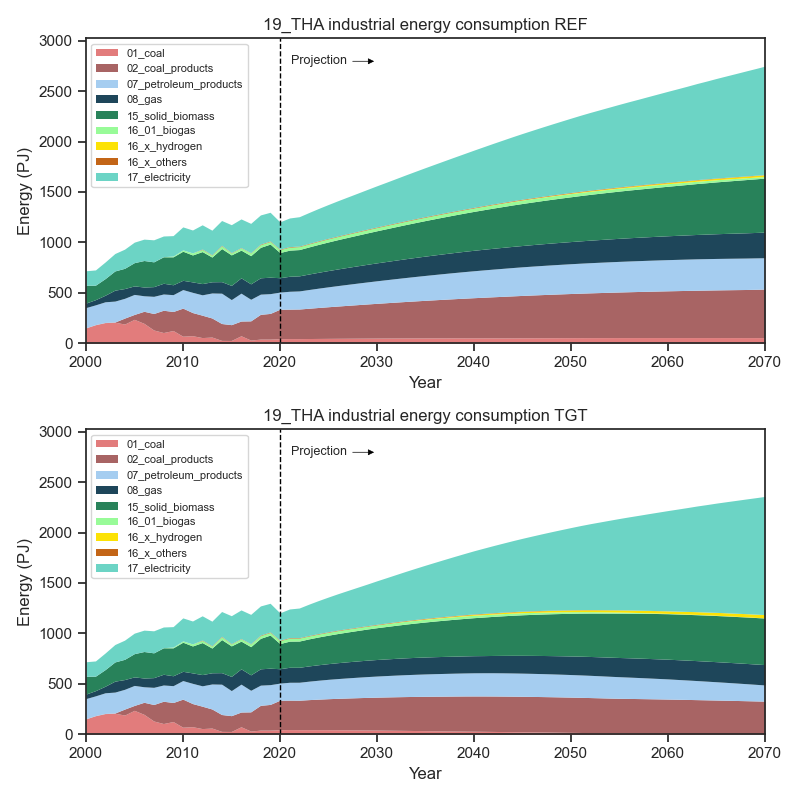 19_THA industrial energy consumption REF
3000
2500
2000
1500
1000
500
0
Energy (PJ)
01_coal
02_coal_products
07_petroleum_products
08_gas
15_solid_biomass
16_01_biogas
16_x_hydrogen
16_x_others
17_electricity
Projection
2000 2010 2020 2030 2040 2050 2060 2070
Year
19_THA industrial energy consumption TGT
3000
2500
2000
1500
1000
500
0
Energy (PJ)
01_coal
02_coal_products
07_petroleum_products
08_gas
15_solid_biomass
16_01_biogas
16_x_hydrogen
16_x_others
17_electricity
Projection
2000 2010 2020 2030 2040 2050 2060 2070
Year